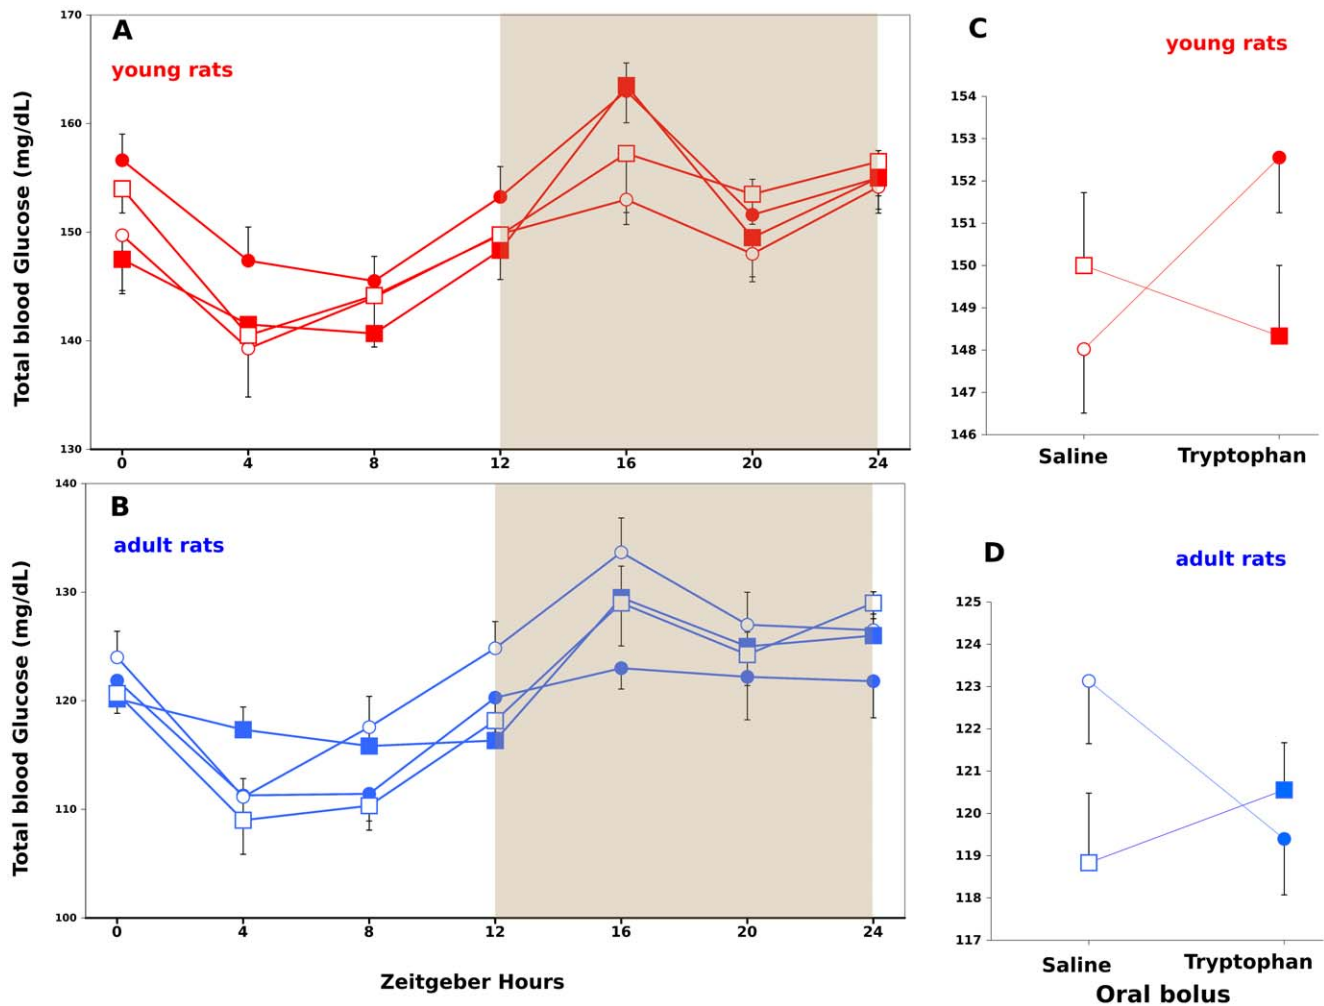 A
young rats
Total blood Glucose (mg/dL)
170
160
150
140
130
0 4 8 12 16 20 24
B
adult rats
Total blood Glucose (mg/dL)
140
130
120
110
100
0 4 8 12 16 20 24
Zeitgeber Hours
C
young rats
154
153
152
151
150
149
148
147
146
Saline Tryptophan
D
adult rats
125
124
123
122
121
120
119
118
117
Saline Tryptophan
Oral bolus